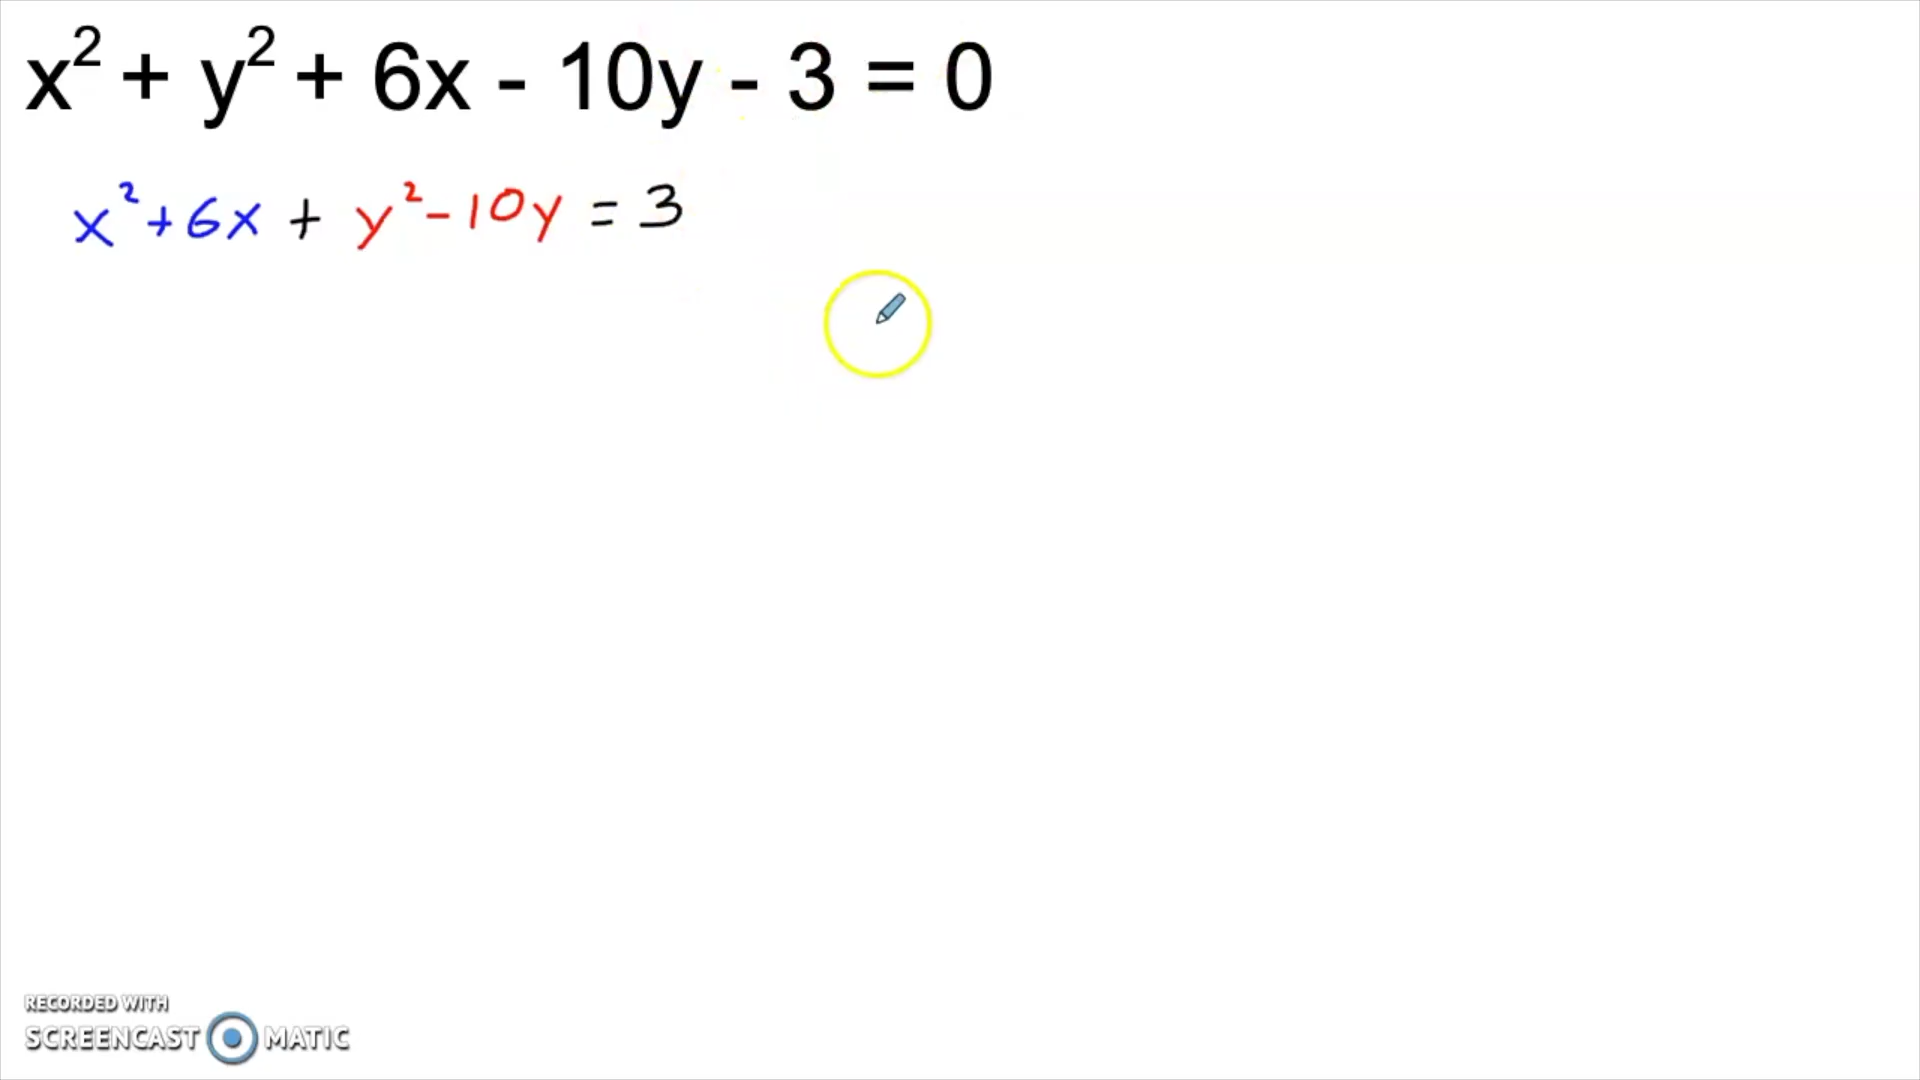 x² + y² + 6x - 10y - 3 = 0
x² + 6x + y² - 10y = 3
RECORDED WITH
SCREENCAST MATIC